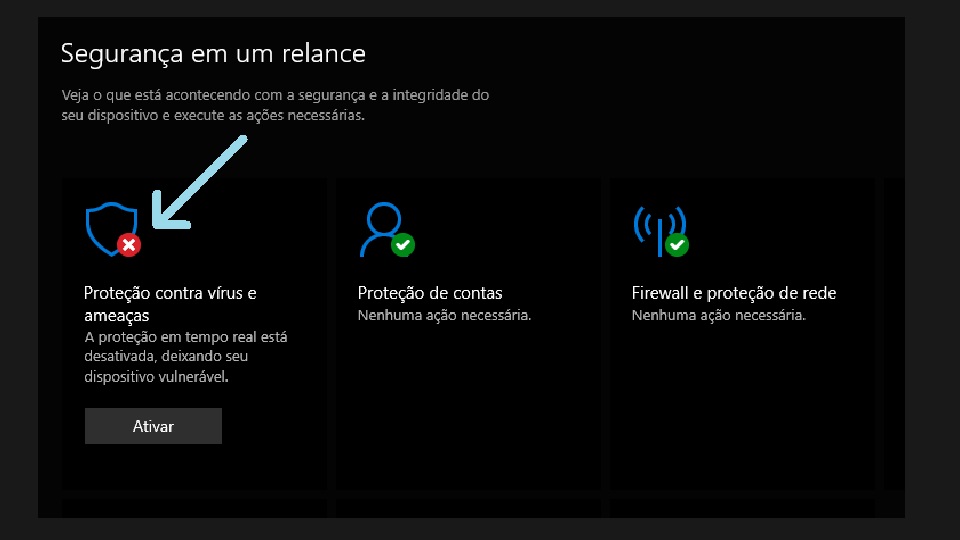 Segurança em um relance
Veja o que está acontecendo com a segurança e a integridade do
seu dispositivo e execute as ações necessárias.
Proteção contra vírus e
ameaças
A proteção em tempo real está
desativada, deixando seu
dispositivo vulnerável.
Ativar
Proteção de contas
Nenhuma ação necessária.
Firewall e proteção de rede
Nenhuma ação necessária.